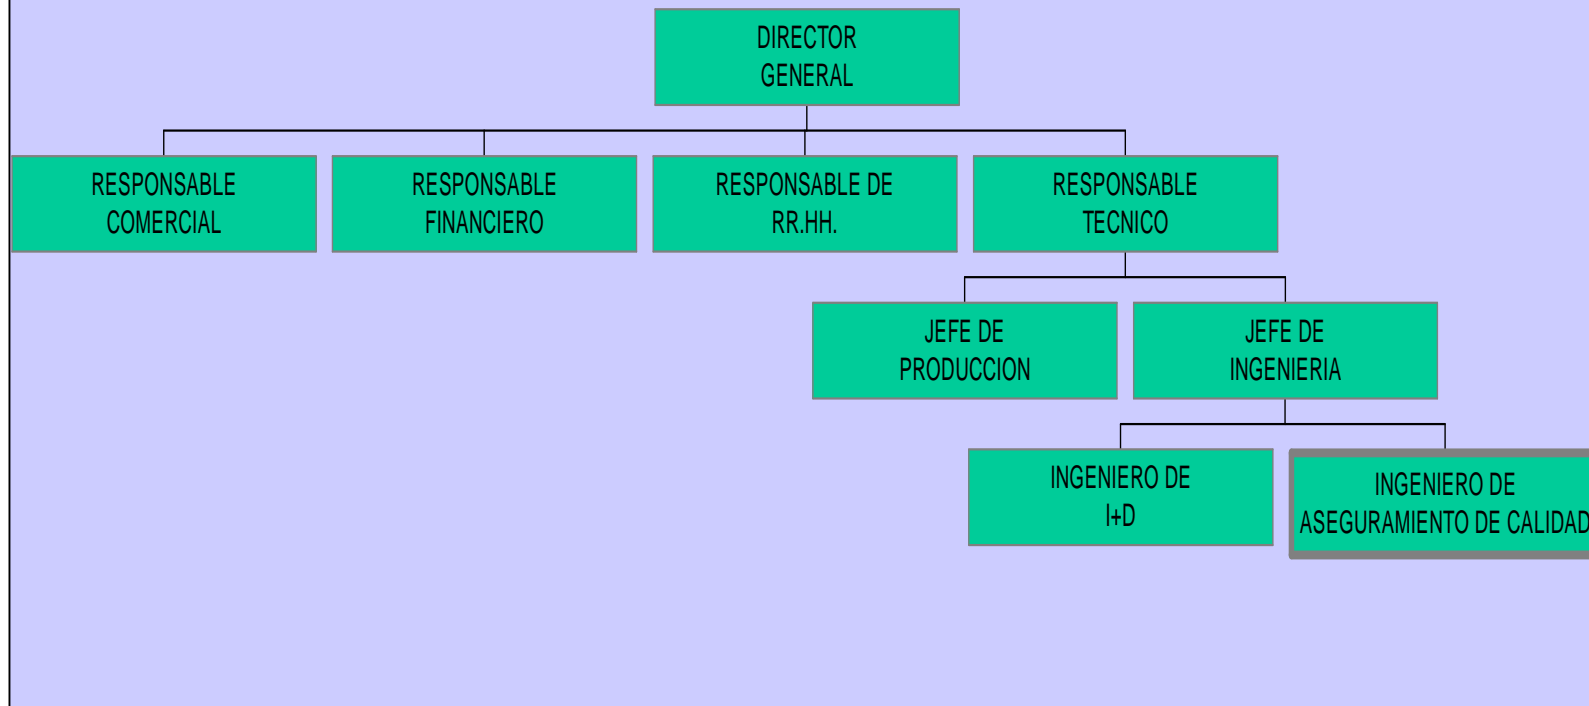 DIRECTOR
GENERAL
RESPONSABLE
COMERCIAL
RESPONSABLE
FINANCIERO
RESPONSABLE DE
RR.HH.
RESPONSABLE
TECNICO
JEFE DE
PRODUCCION
JEFE DE
INGENIERIA
INGENIERO DE
I+D
INGENIERO DE
ASEGURAMIENTO DE CALIDAD